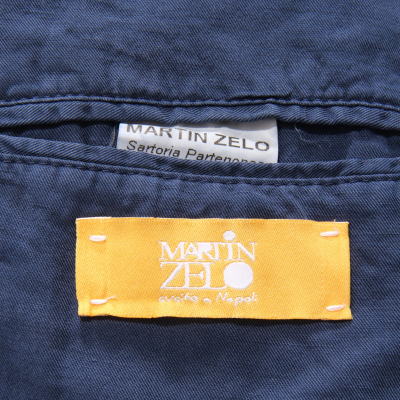 MARTIN ZELO
Sartoria Partenopea
MARTIN
ZELO
cucito a Napoli